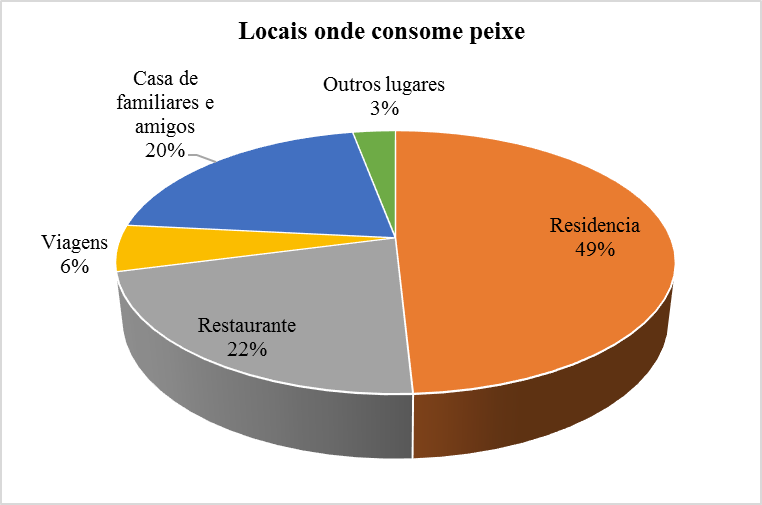 Locais onde consome peixe
Casa de
familiares e
amigos
20%
Outros lugares
3%
Residencia
49%
Viagens
6%
Restaurante
22%